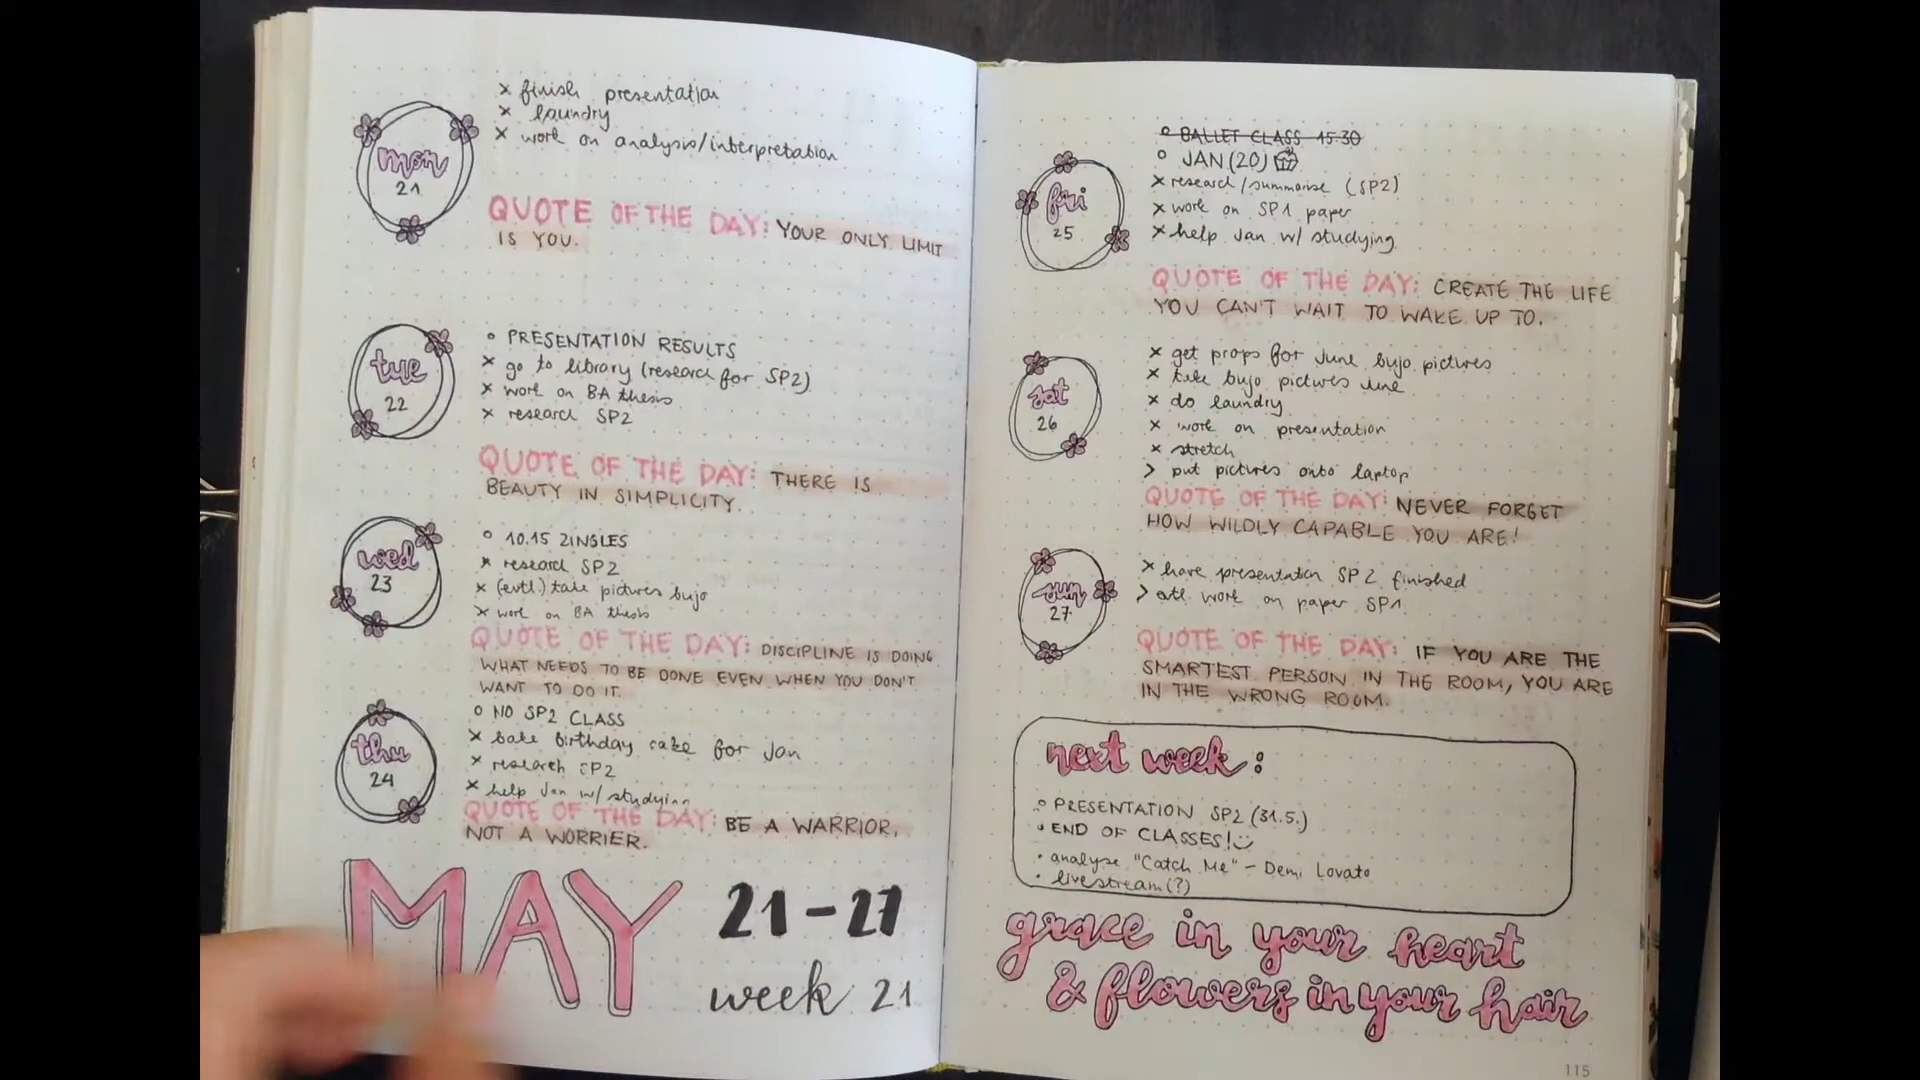 x finish presentation
x laundry
x work on analysis/interpretation
mon
21
QUOTE OF THE DAY: YOUR ONLY LIMIT
IS YOU.
o PRESENTATION RESULTS
x go to library (research for SP2)
x work on BA thesis
x research SP2
tue
22
QUOTE OF THE DAY: THERE IS
BEAUTY IN SIMPLICITY.
o 10.15 ZINGLES
x research SP2
x (evtl.) take pictures bujo
x work on BA thesis
wed
23
QUOTE OF THE DAY: DISCIPLINE IS DOING
WHAT NEEDS TO BE DONE EVEN WHEN YOU DON'T
WANT TO DO IT.
o NO SP2 CLASS
x bake birthday cake for Jan
x research SP2
x help Jan w/ studying
thu
24
QUOTE OF THE DAY: BE A WARRIOR,
NOT A WORRIER.
MAY
21-27
week 21
o BALLET CLASS 15.30
o JAN (20)
x research/summarise (SP2)
x work on SP1 paper
x help Jan w/ studying
fri
25
QUOTE OF THE DAY: CREATE THE LIFE
YOU CAN'T WAIT TO WAKE UP TO.
x get props for June bujo pictures
x take bujo pictures June
x do laundry
x work on presentation
x stretch
> put pictures onto laptop
sat
26
QUOTE OF THE DAY: NEVER FORGET
HOW WILDLY CAPABLE YOU ARE!
x have presentation SP2 finished
> work on paper SP1
sun
27
QUOTE OF THE DAY: IF YOU ARE THE
SMARTEST PERSON IN THE ROOM, YOU ARE
IN THE WRONG ROOM.
next week:
o PRESENTATION SP2 (31.5.)
• END OF CLASSES!
• analyse "Catch Me" - Demi Lovato
• livestream (?)
grace in your heart
& flowers in your hair
115